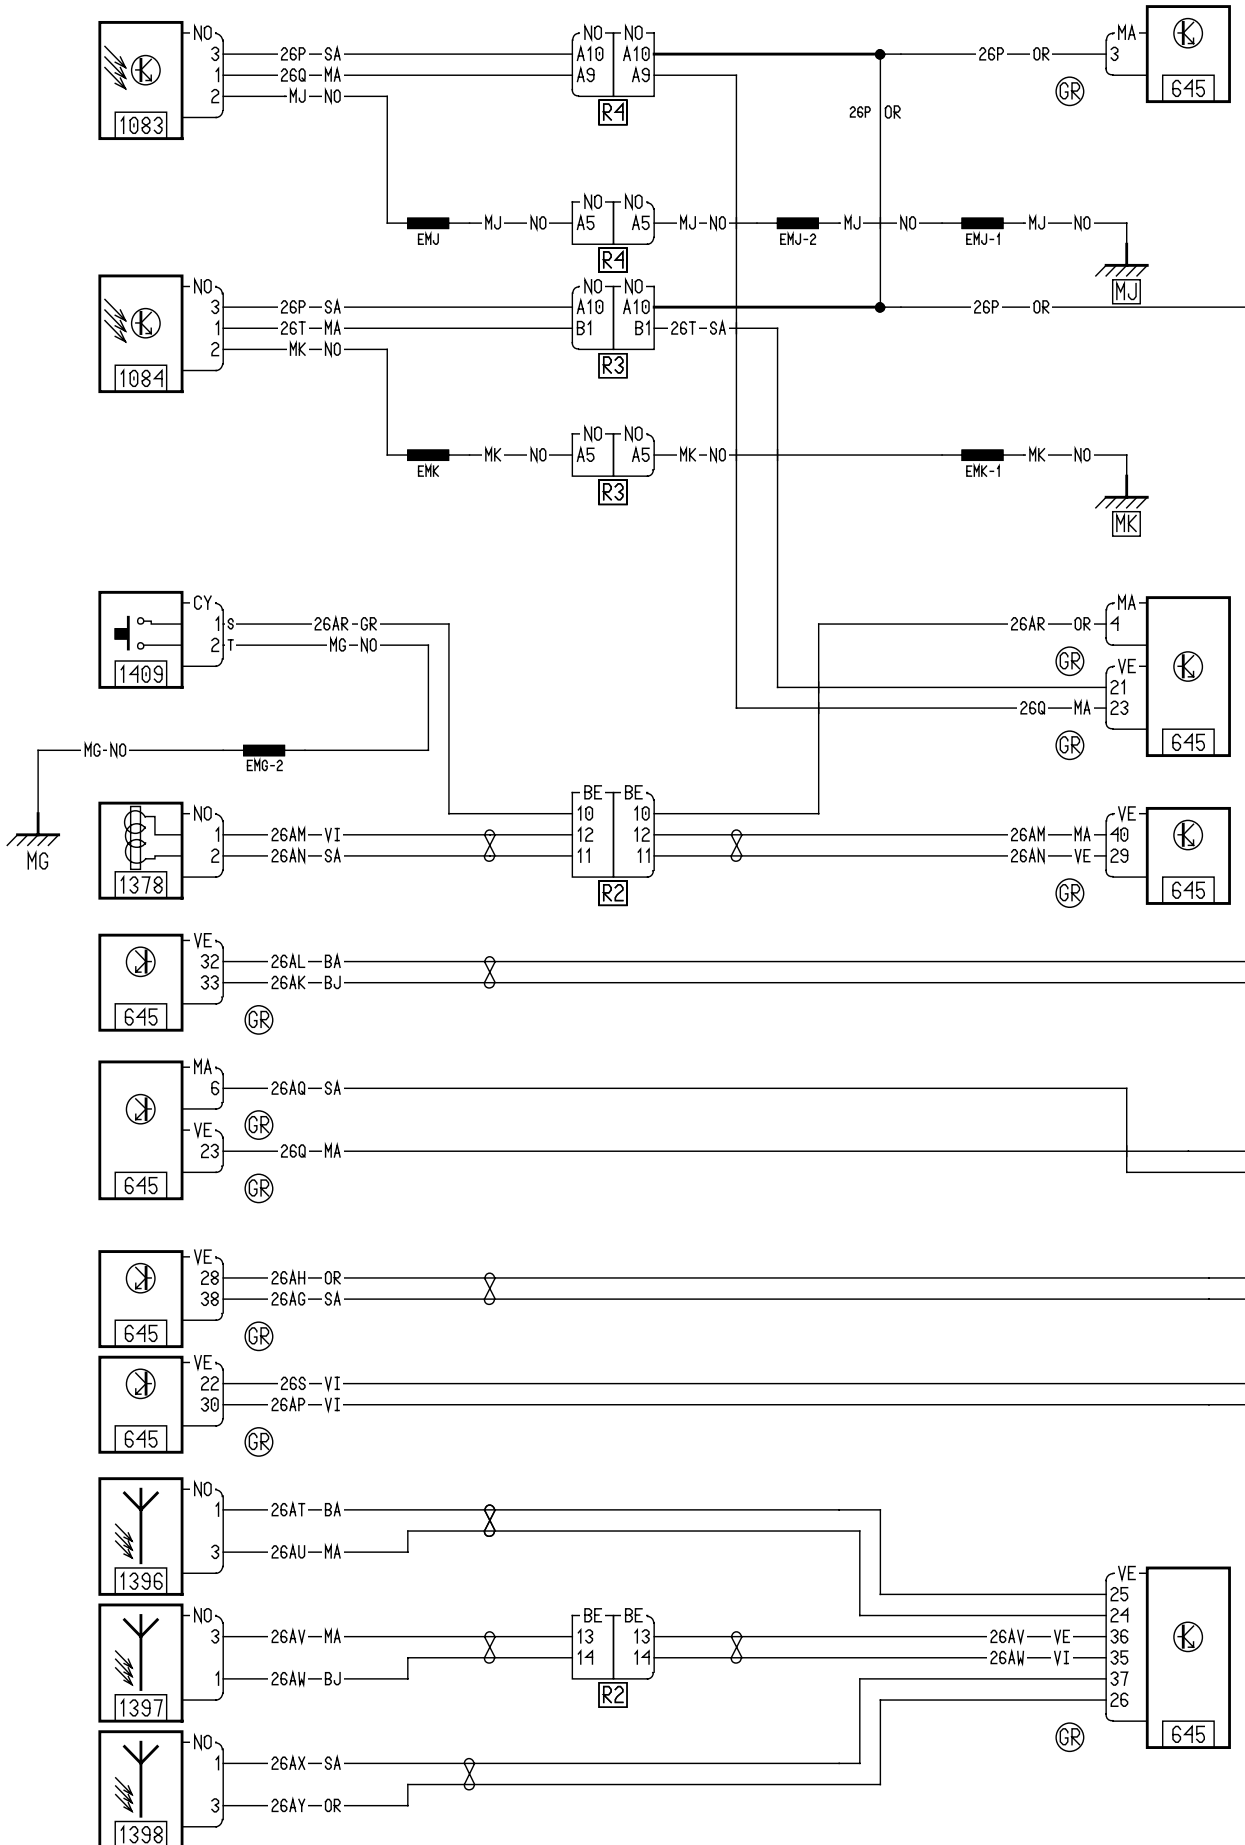 NO NO NO MA
3 26P SA A10 A10 26P OR 3
1 26Q MA A9 A9
2 MJ NO
GR 645
1083 R4 26P OR
NO NO
EMJ MJ NO A5 A5 MJ-NO EMJ-2 MJ NO EMJ-1 MJ NO
R4
MJ
NO NO NO
3 26P SA A10 A10 26P OR
1 26T MA B1 B1 26T-SA
2 MK NO
1084 R3
NO NO
EMK MK NO A5 A5 MK-NO EMK-1 MK NO
R3
MK
CY MA
1 S 26AR-GR 26AR OR 4
2 T MG-NO
GR
1409 VE
21
26Q MA 23
GR 645
MG-NO EMG-2
MG
BE BE
10 10
NO VE
1 26AM VI 12 12 26AM MA 40
2 26AN SA 11 11 26AN VE 29
1378 R2 GR 645
VE
32 26AL BA
33 26AK BJ
645 GR
MA
6 26AQ SA
GR
VE
23 26Q MA
645 GR
VE
28 26AH OR
38 26AG SA
645 GR
VE
22 26S VI
30 26AP VI
645 GR
NO
1 26AT BA
3 26AU MA
1396
VE
25
24
NO BE BE
3 26AV MA 13 13 26AV VE 36
14 14 26AW VI 35
1 26AW BJ 37
26
1397 R2
GR 645
NO
1 26AX SA
3 26AY OR
1398